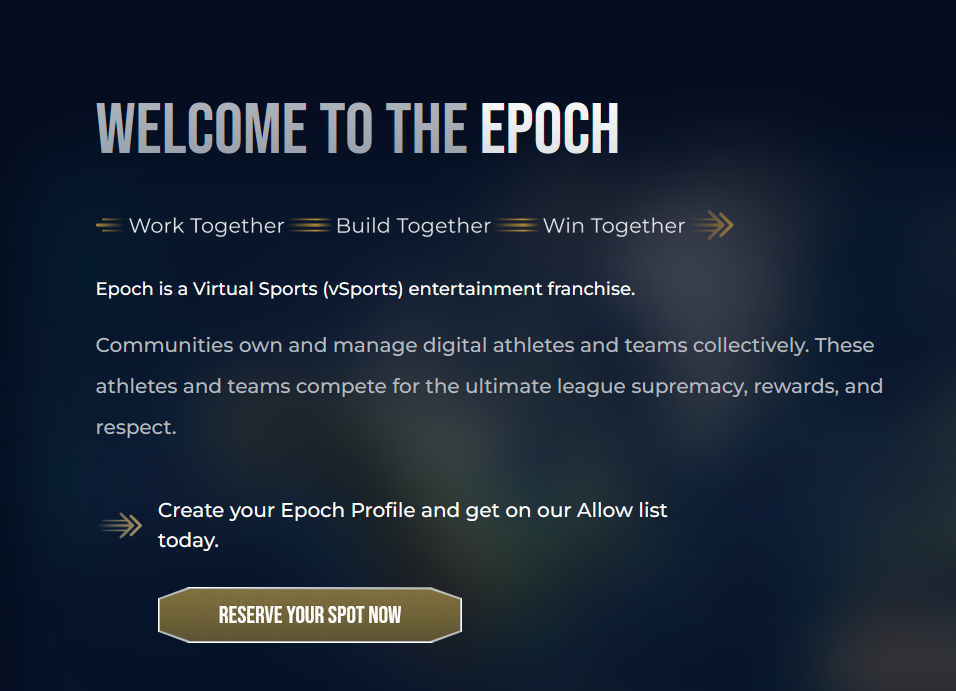 WELCOME TO THE EPOCH
Work Together Build Together Win Together
Epoch is a Virtual Sports (vSports) entertainment franchise.
Communities own and manage digital athletes and teams collectively. These
athletes and teams compete for the ultimate league supremacy, rewards, and
respect.
Create your Epoch Profile and get on our Allow list
today.
RESERVE YOUR SPOT NOW